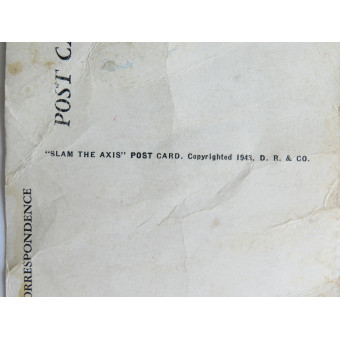 POST CA
"SLAM THE AXIS" POST CARD. Copyrighted 1943, D. R. & CO.
ORRESPONDENCE